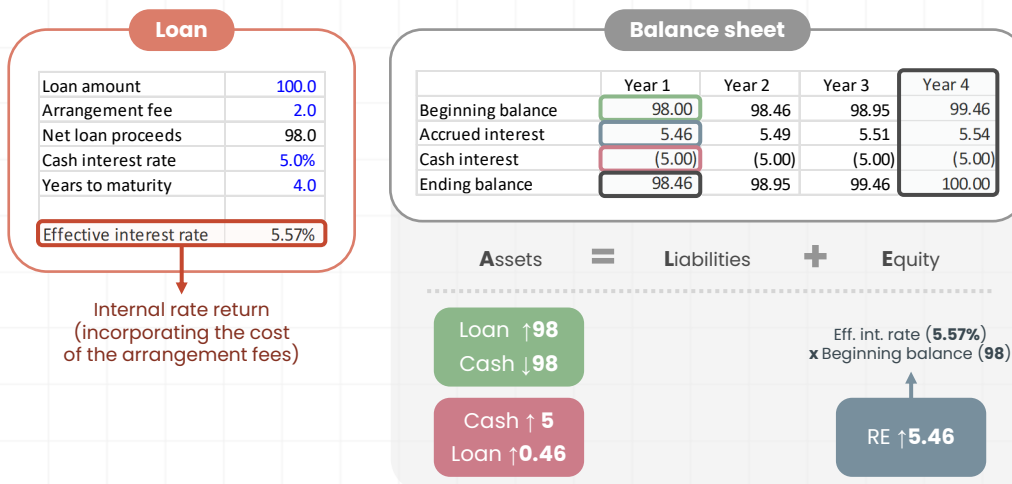 Loan
Loan amount 100.0
Arrangement fee 2.0
Net loan proceeds 98.0
Cash interest rate 5.0%
Years to maturity 4.0
Effective interest rate 5.57%
Internal rate return
(incorporating the cost
of the arrangement fees)
Balance sheet
Year 1 Year 2 Year 3 Year 4
Beginning balance 98.00 98.46 98.95 99.46
Accrued interest 5.46 5.49 5.51 5.54
Cash interest (5.00) (5.00) (5.00) (5.00)
Ending balance 98.46 98.95 99.46 100.00
Assets = Liabilities + Equity
Loan ↑98
Cash ↓98
Eff. int. rate (5.57%)
x Beginning balance (98)
Cash ↑ 5
Loan ↑0.46
RE ↑5.46